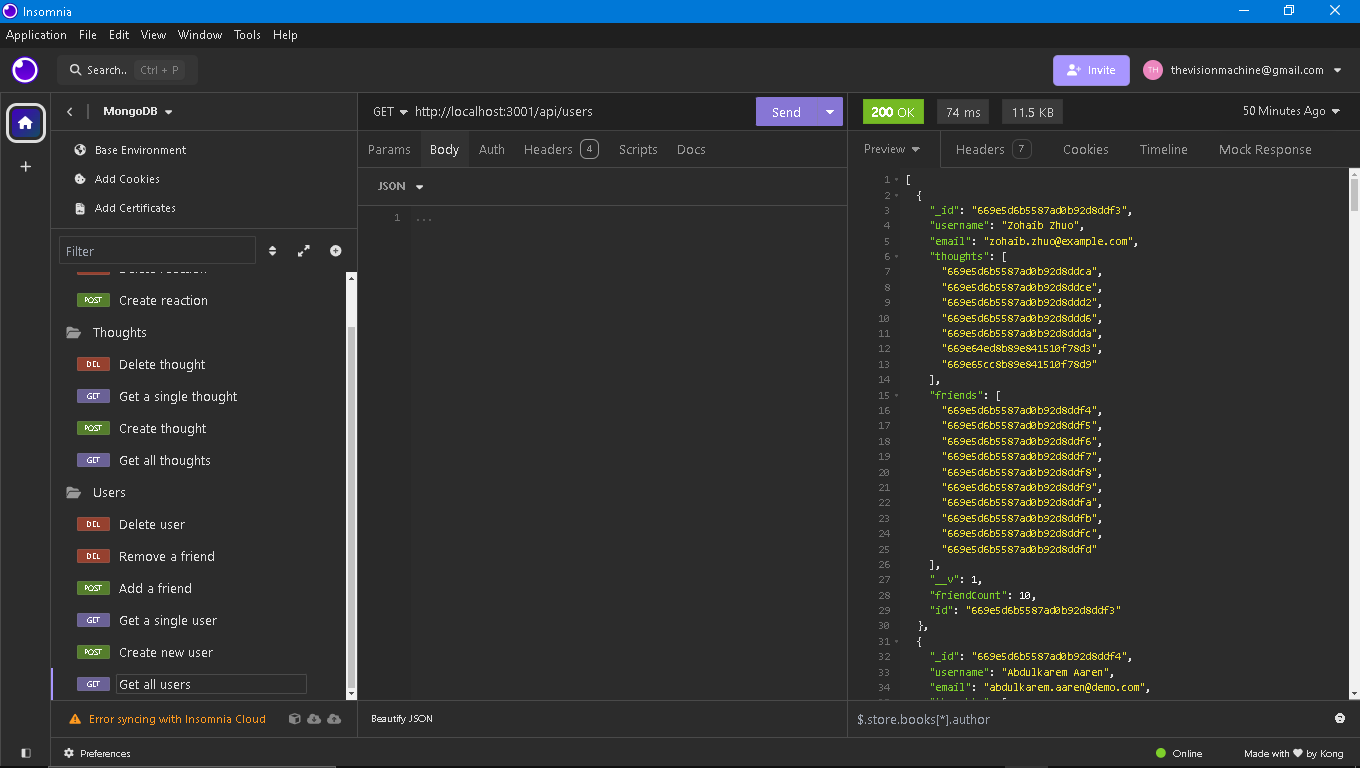 Insomnia
Application File Edit View Window Tools Help
Search.. Ctrl + P
Invite
TH thevisionmachine@gmail.com
MongoDB
Base Environment
Add Cookies
Add Certificates
Filter
Delete reaction
POST Create reaction
Thoughts
DEL Delete thought
GET Get a single thought
POST Create thought
GET Get all thoughts
Users
DEL Delete user
DEL Remove a friend
POST Add a friend
GET Get a single user
POST Create new user
GET Get all users
Error syncing with Insomnia Cloud
Preferences
GET http://localhost:3001/api/users Send
Params Body Auth Headers 4 Scripts Docs
JSON
1 ...
Beautify JSON
200 OK 74 ms 11.5 KB 50 Minutes Ago
Preview Headers 7 Cookies Timeline Mock Response
1 [
2 {
3 "_id": "669e5d6b5587ad0b92d8ddf3",
4 "username": "Zohaib Zhuo",
5 "email": "zohaib.zhuo@example.com",
6 "thoughts": [
7 "669e5d6b5587ad0b92d8ddca",
8 "669e5d6b5587ad0b92d8ddce",
9 "669e5d6b5587ad0b92d8ddd2",
10 "669e5d6b5587ad0b92d8ddd6",
11 "669e5d6b5587ad0b92d8ddda",
12 "669e64ed8b89e841510f78d3",
13 "669e65cc8b89e841510f78d9"
14 ],
15 "friends": [
16 "669e5d6b5587ad0b92d8ddf4",
17 "669e5d6b5587ad0b92d8ddf5",
18 "669e5d6b5587ad0b92d8ddf6",
19 "669e5d6b5587ad0b92d8ddf7",
20 "669e5d6b5587ad0b92d8ddf8",
21 "669e5d6b5587ad0b92d8ddf9",
22 "669e5d6b5587ad0b92d8ddfa",
23 "669e5d6b5587ad0b92d8ddfb",
24 "669e5d6b5587ad0b92d8ddfc",
25 "669e5d6b5587ad0b92d8ddfd"
26 ],
27 "__v": 1,
28 "friendCount": 10,
29 "id": "669e5d6b5587ad0b92d8ddf3"
30 },
31 {
32 "_id": "669e5d6b5587ad0b92d8ddf4",
33 "username": "Abdulkarem Aaren",
34 "email": "abdulkarem.aaren@demo.com",
$.store.books[*].author
Online Made with ♥ by Kong